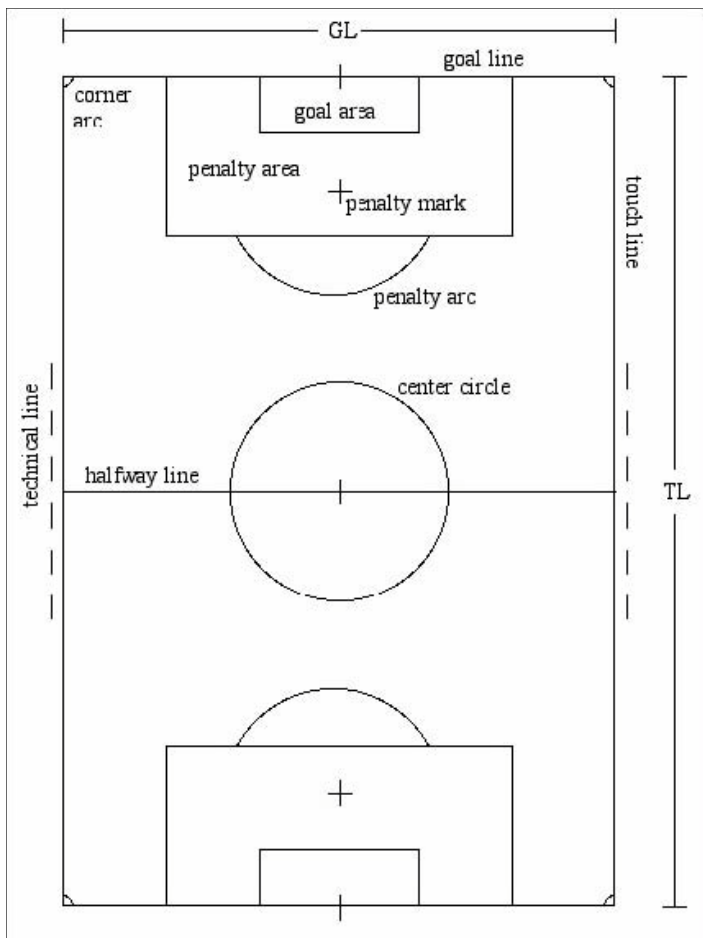 GL
goal line
corner
arc
goal area
penalty area
penalty mark
touch line
penalty arc
center circle
technical line
halfway line
TL